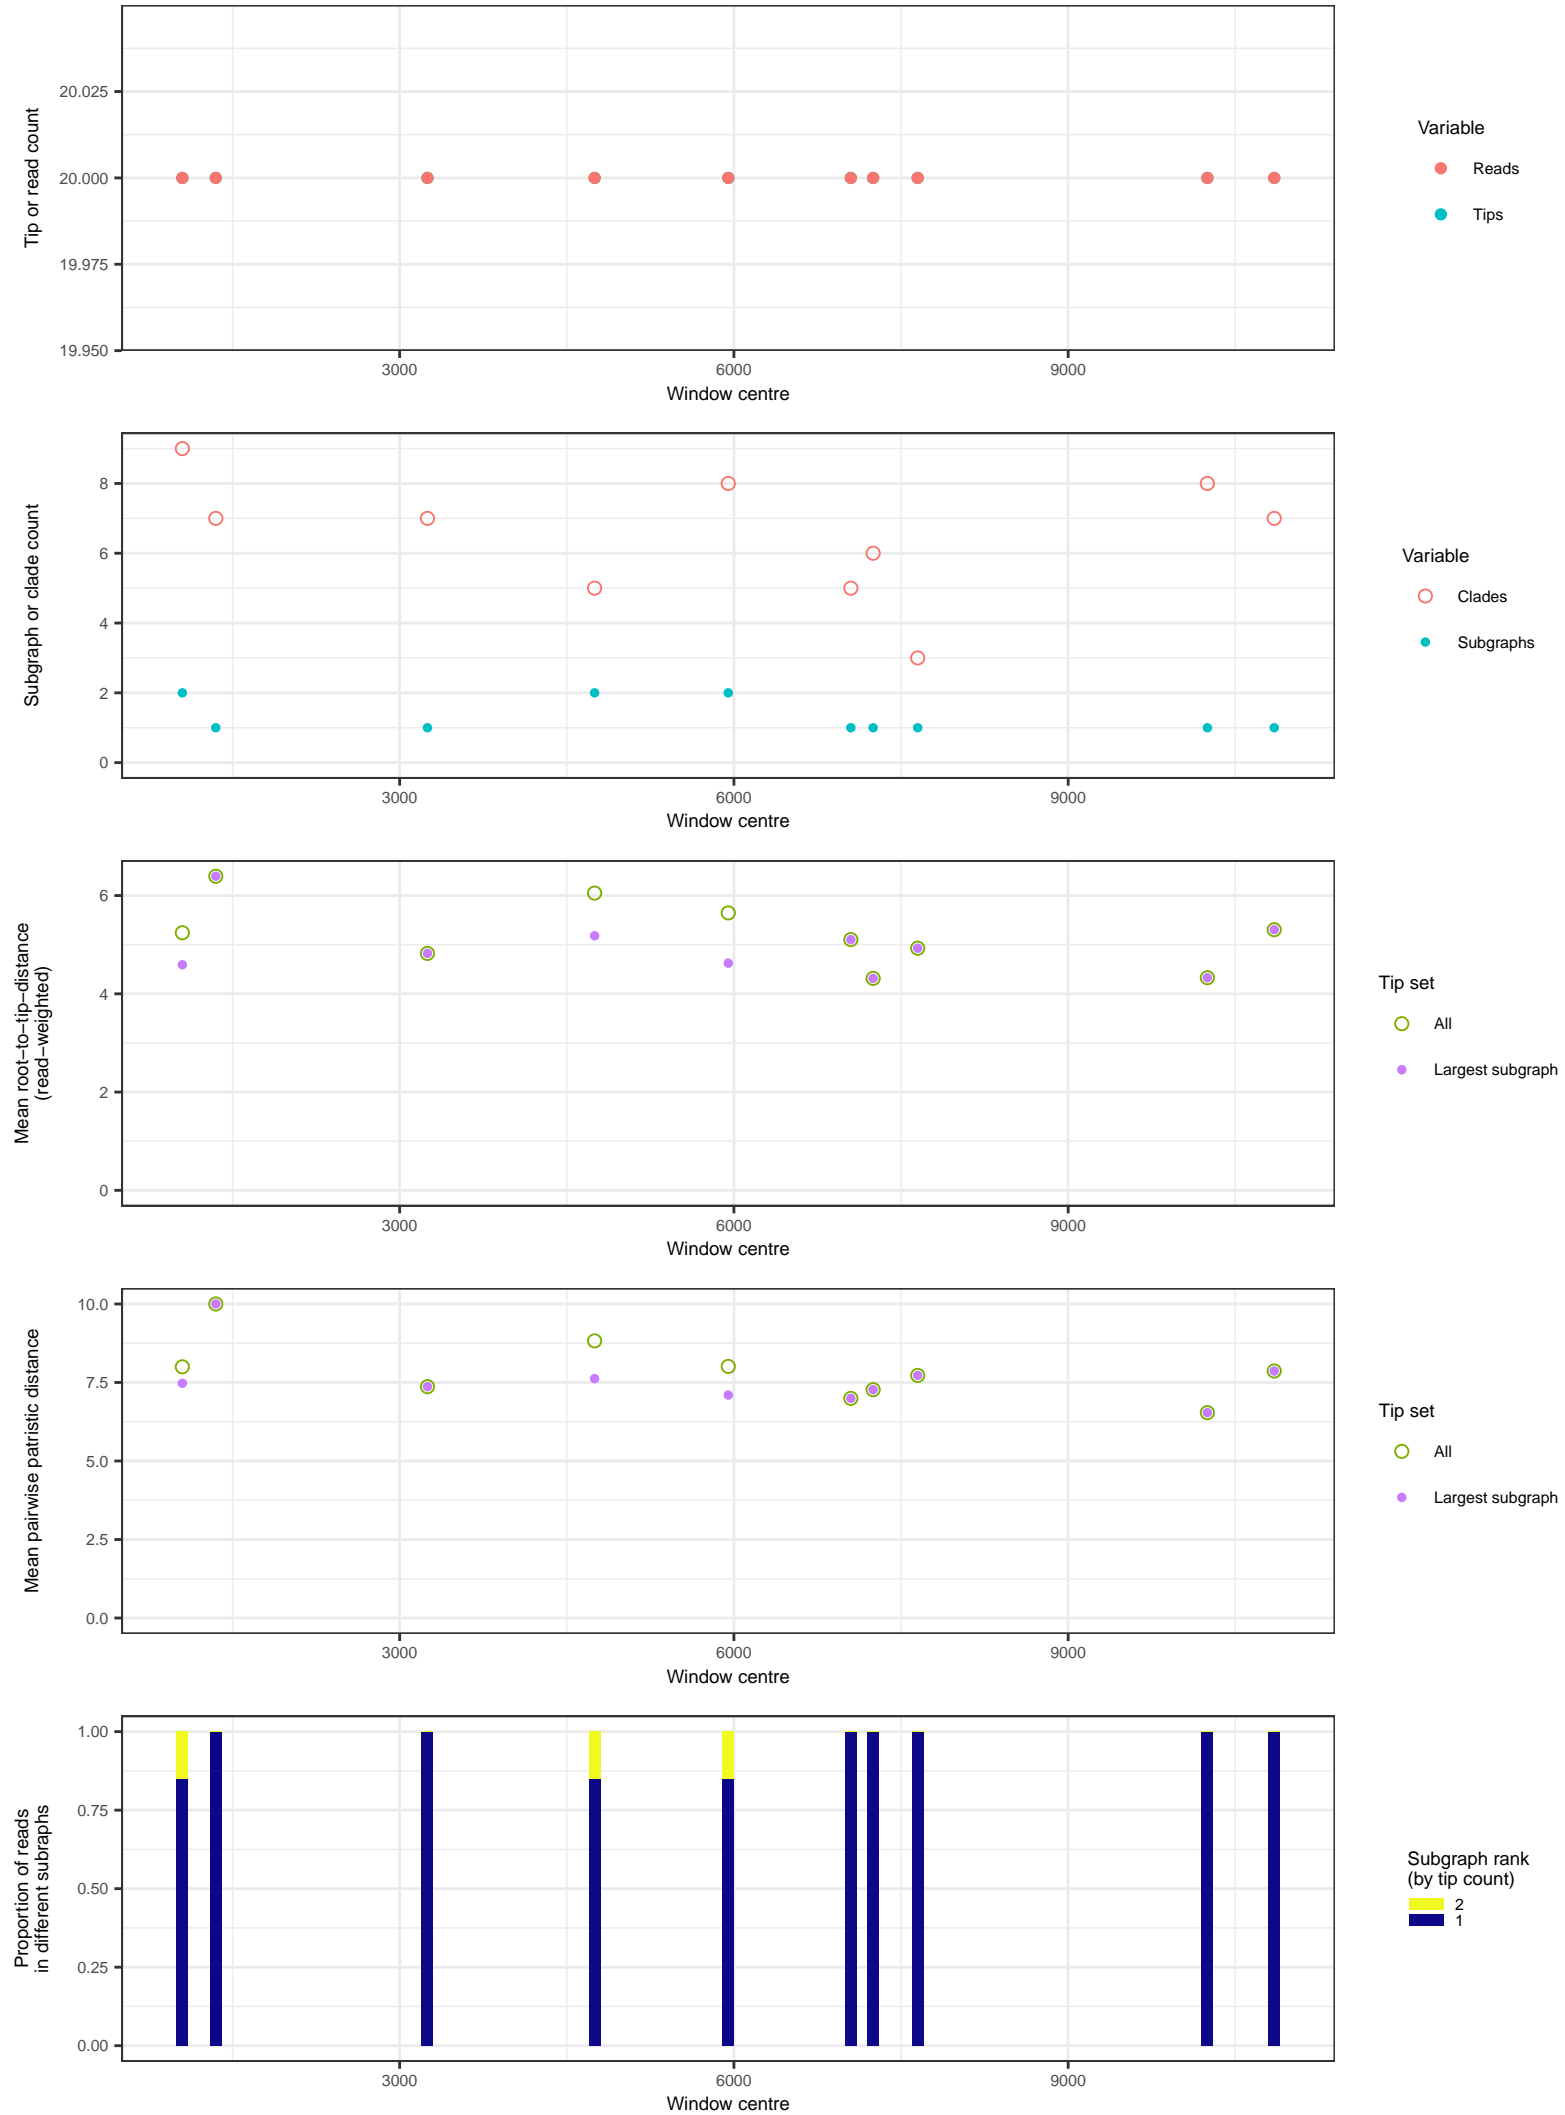 Tip or read count
20.025
20.000
19.975
19.950
3000
6000
9000
Window centre
Variable
Reads
Tips
Subgraph or clade count
8
6
4
2
0
3000
6000
9000
Window centre
Variable
Clades
Subgraphs
Mean root−to−tip−distance
(read−weighted)
6
4
2
0
3000
6000
9000
Window centre
Tip set
All
Largest subgraph
Mean pairwise patristic distance
10.0
7.5
5.0
2.5
0.0
3000
6000
9000
Window centre
Tip set
All
Largest subgraph
Proportion of reads
in different subraphs
1.00
0.75
0.50
0.25
0.00
3000
6000
9000
Window centre
Subgraph rank
(by tip count)
2
1